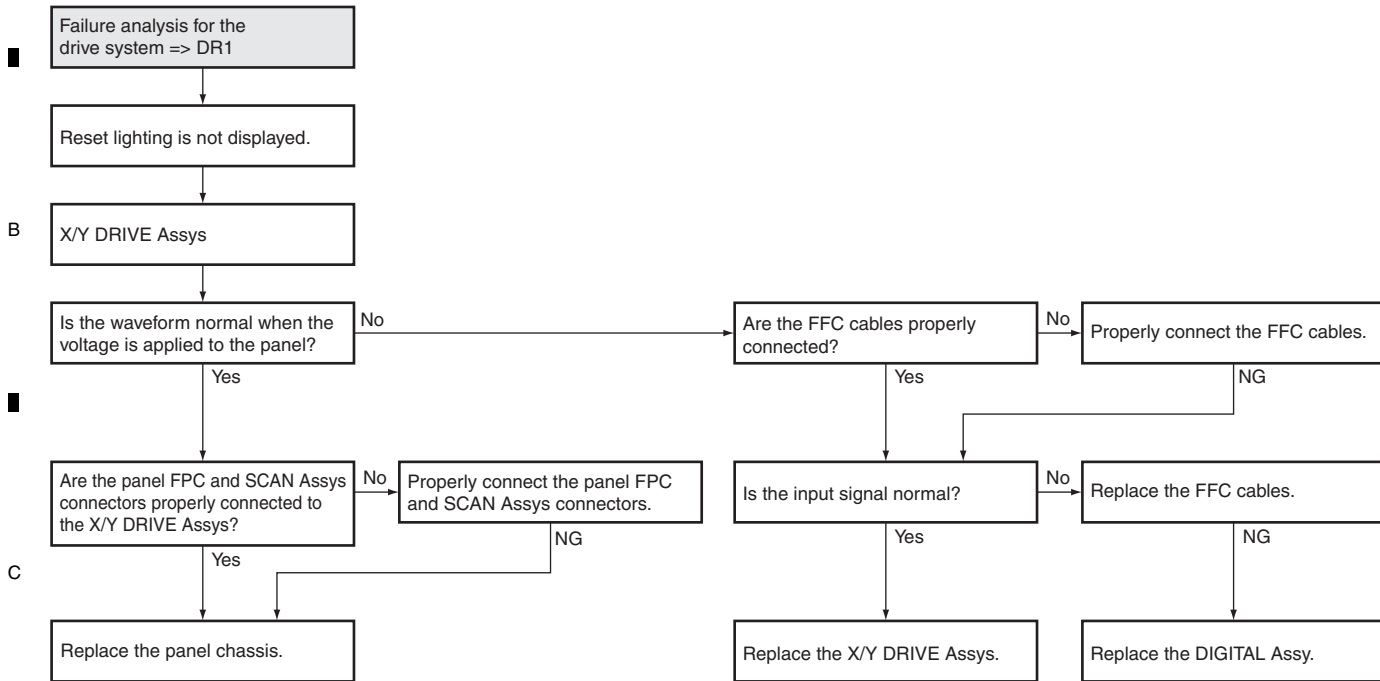 Failure analysis for the
drive system => DR1
Reset lighting is not displayed.
B
X/Y DRIVE Assys
Is the waveform normal when the
voltage is applied to the panel?
No
Are the FFC cables properly
connected?
No
Properly connect the FFC cables.
Yes
Yes
NG
Are the panel FPC and SCAN Assys
connectors properly connected to
the X/Y DRIVE Assys?
No
Properly connect the panel FPC
and SCAN Assys connectors.
Is the input signal normal?
No
Replace the FFC cables.
Yes
NG
Yes
NG
C
Replace the panel chassis.
Replace the X/Y DRIVE Assys.
Replace the DIGITAL Assy.